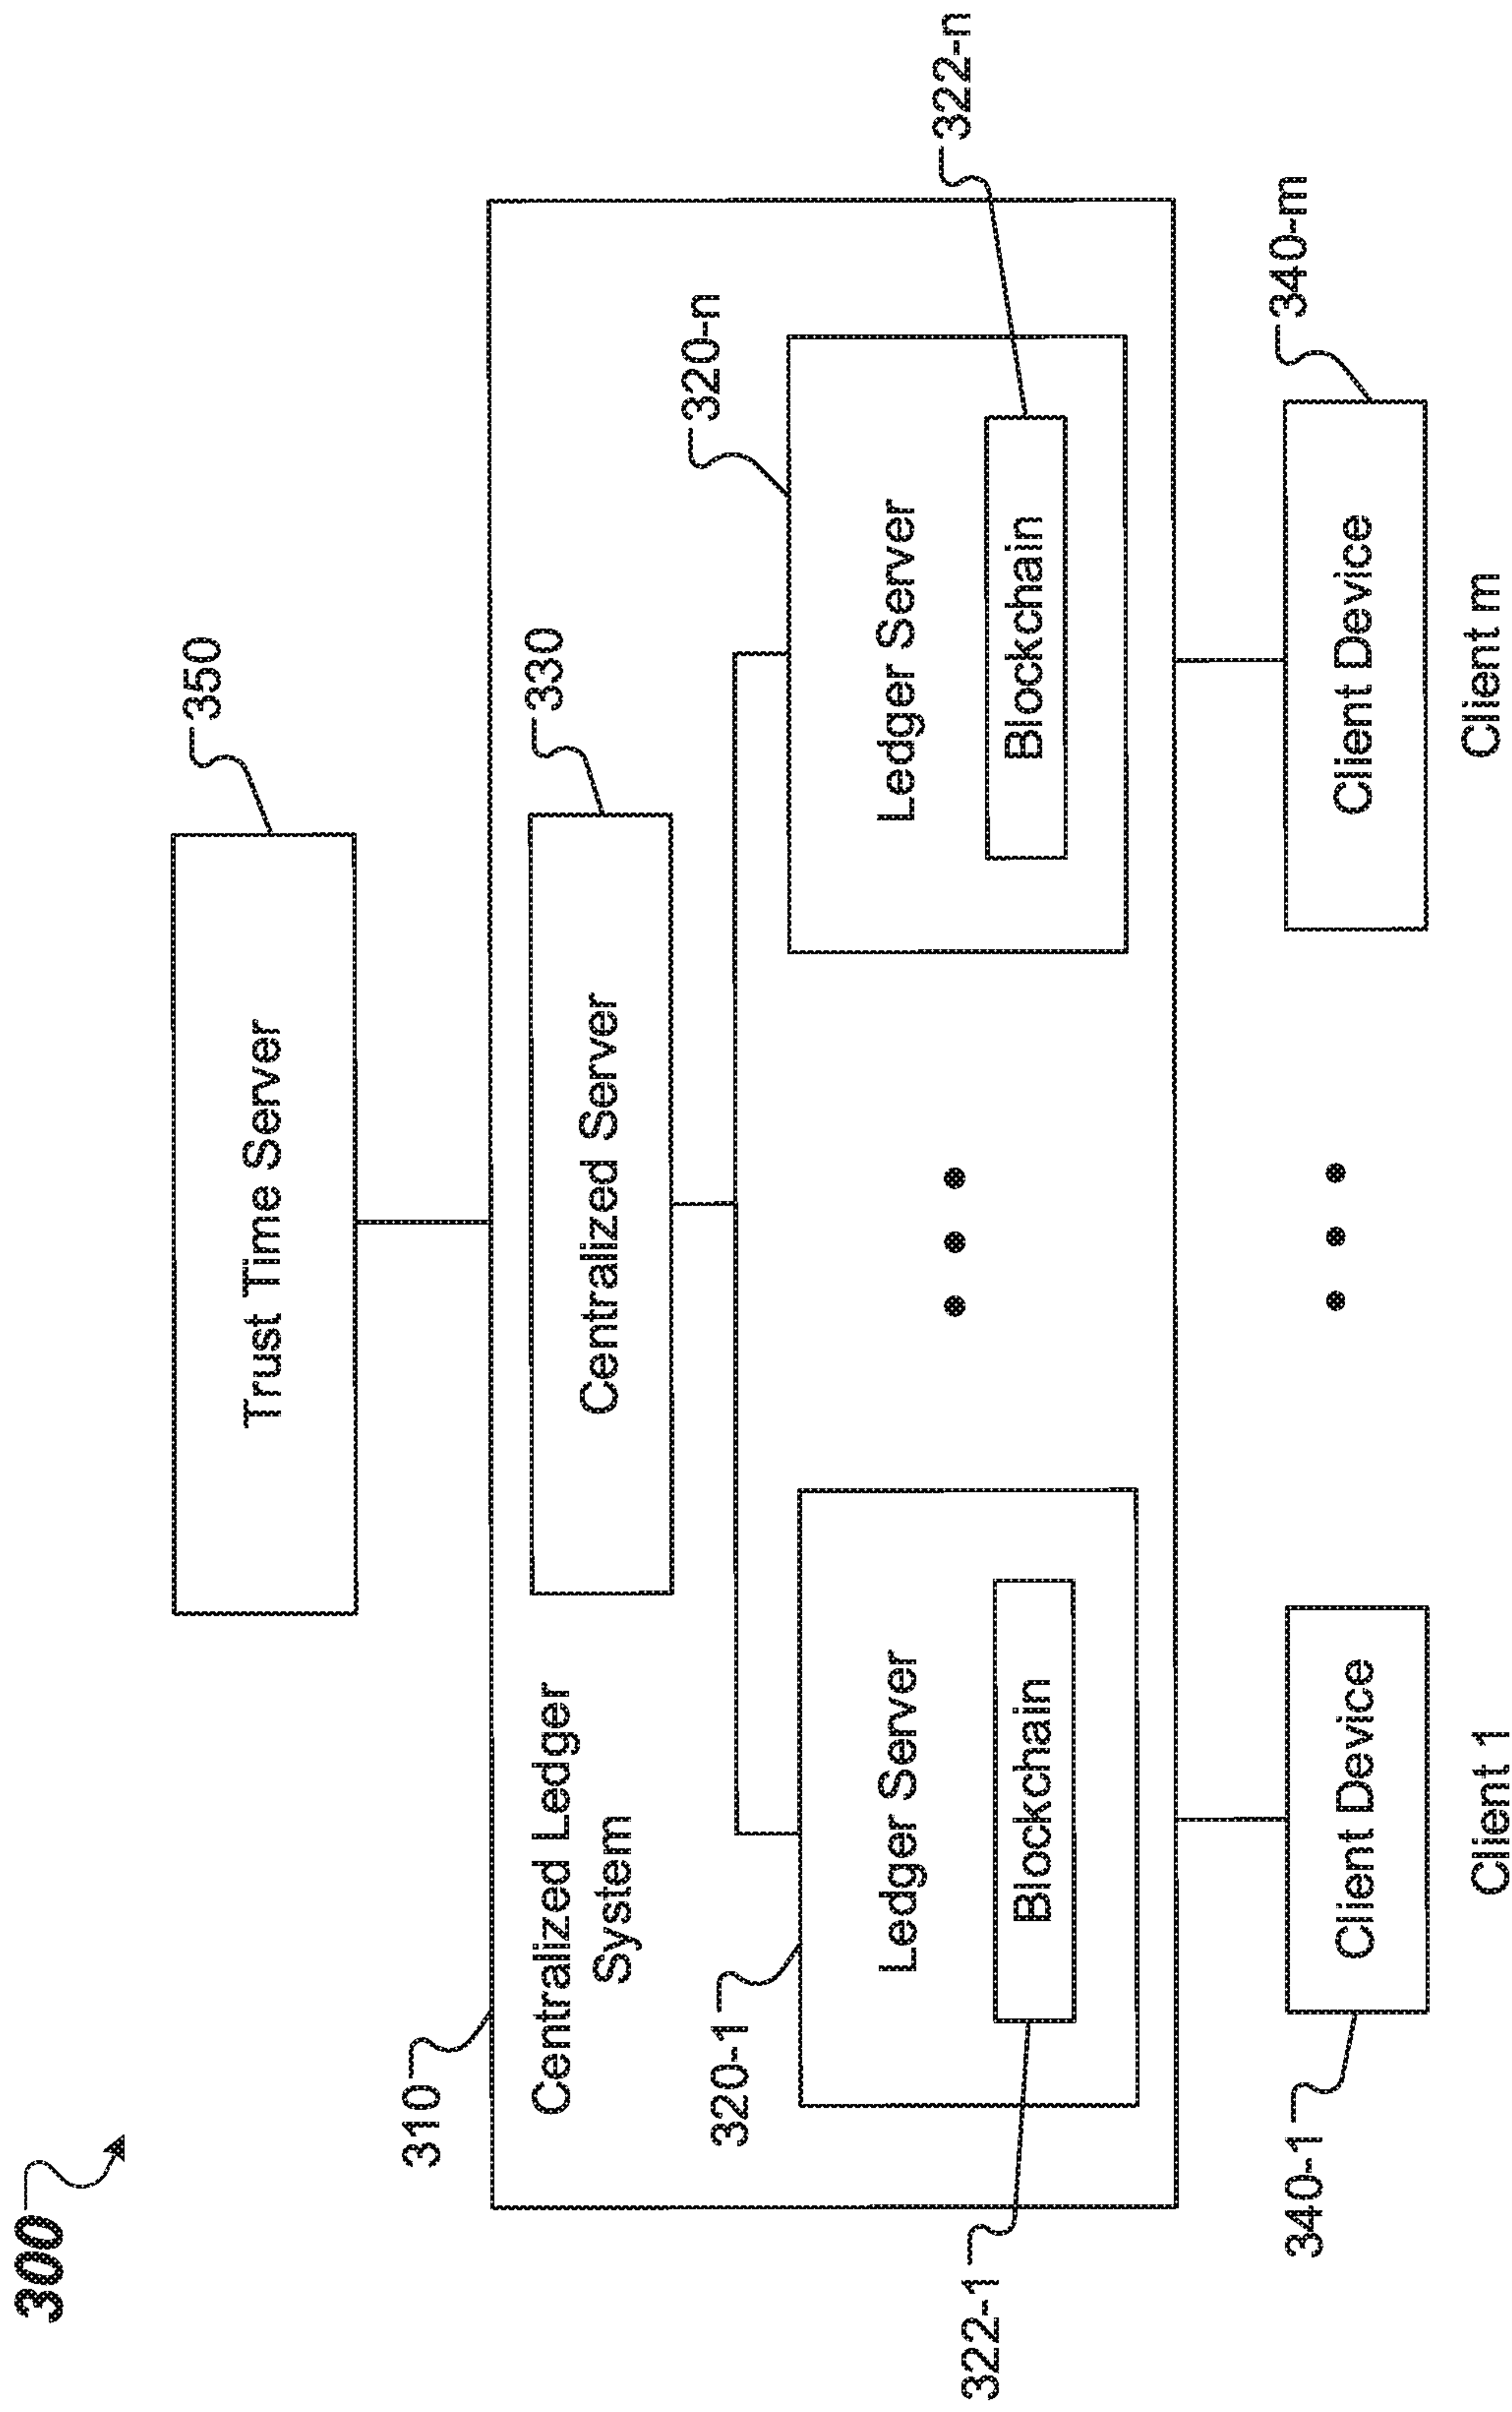 300
350
Trust Time Server
310
Centralized Ledger
System
330
Centralized Server
320-1
Ledger Server
322-1
Blockchain
320-n
Ledger Server
322-n
Blockchain
340-1
Client Device
Client 1
340-m
Client Device
Client m